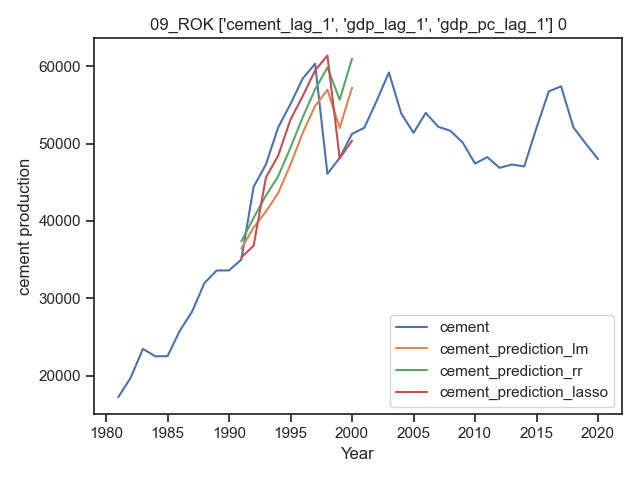 09_ROK ['cement_lag_1', 'gdp_lag_1', 'gdp_pc_lag_1'] 0
60000
50000
40000
30000
20000
cement production
cement
cement_prediction_lm
cement_prediction_rr
cement_prediction_lasso
1980 1985 1990 1995 2000 2005 2010 2015 2020
Year